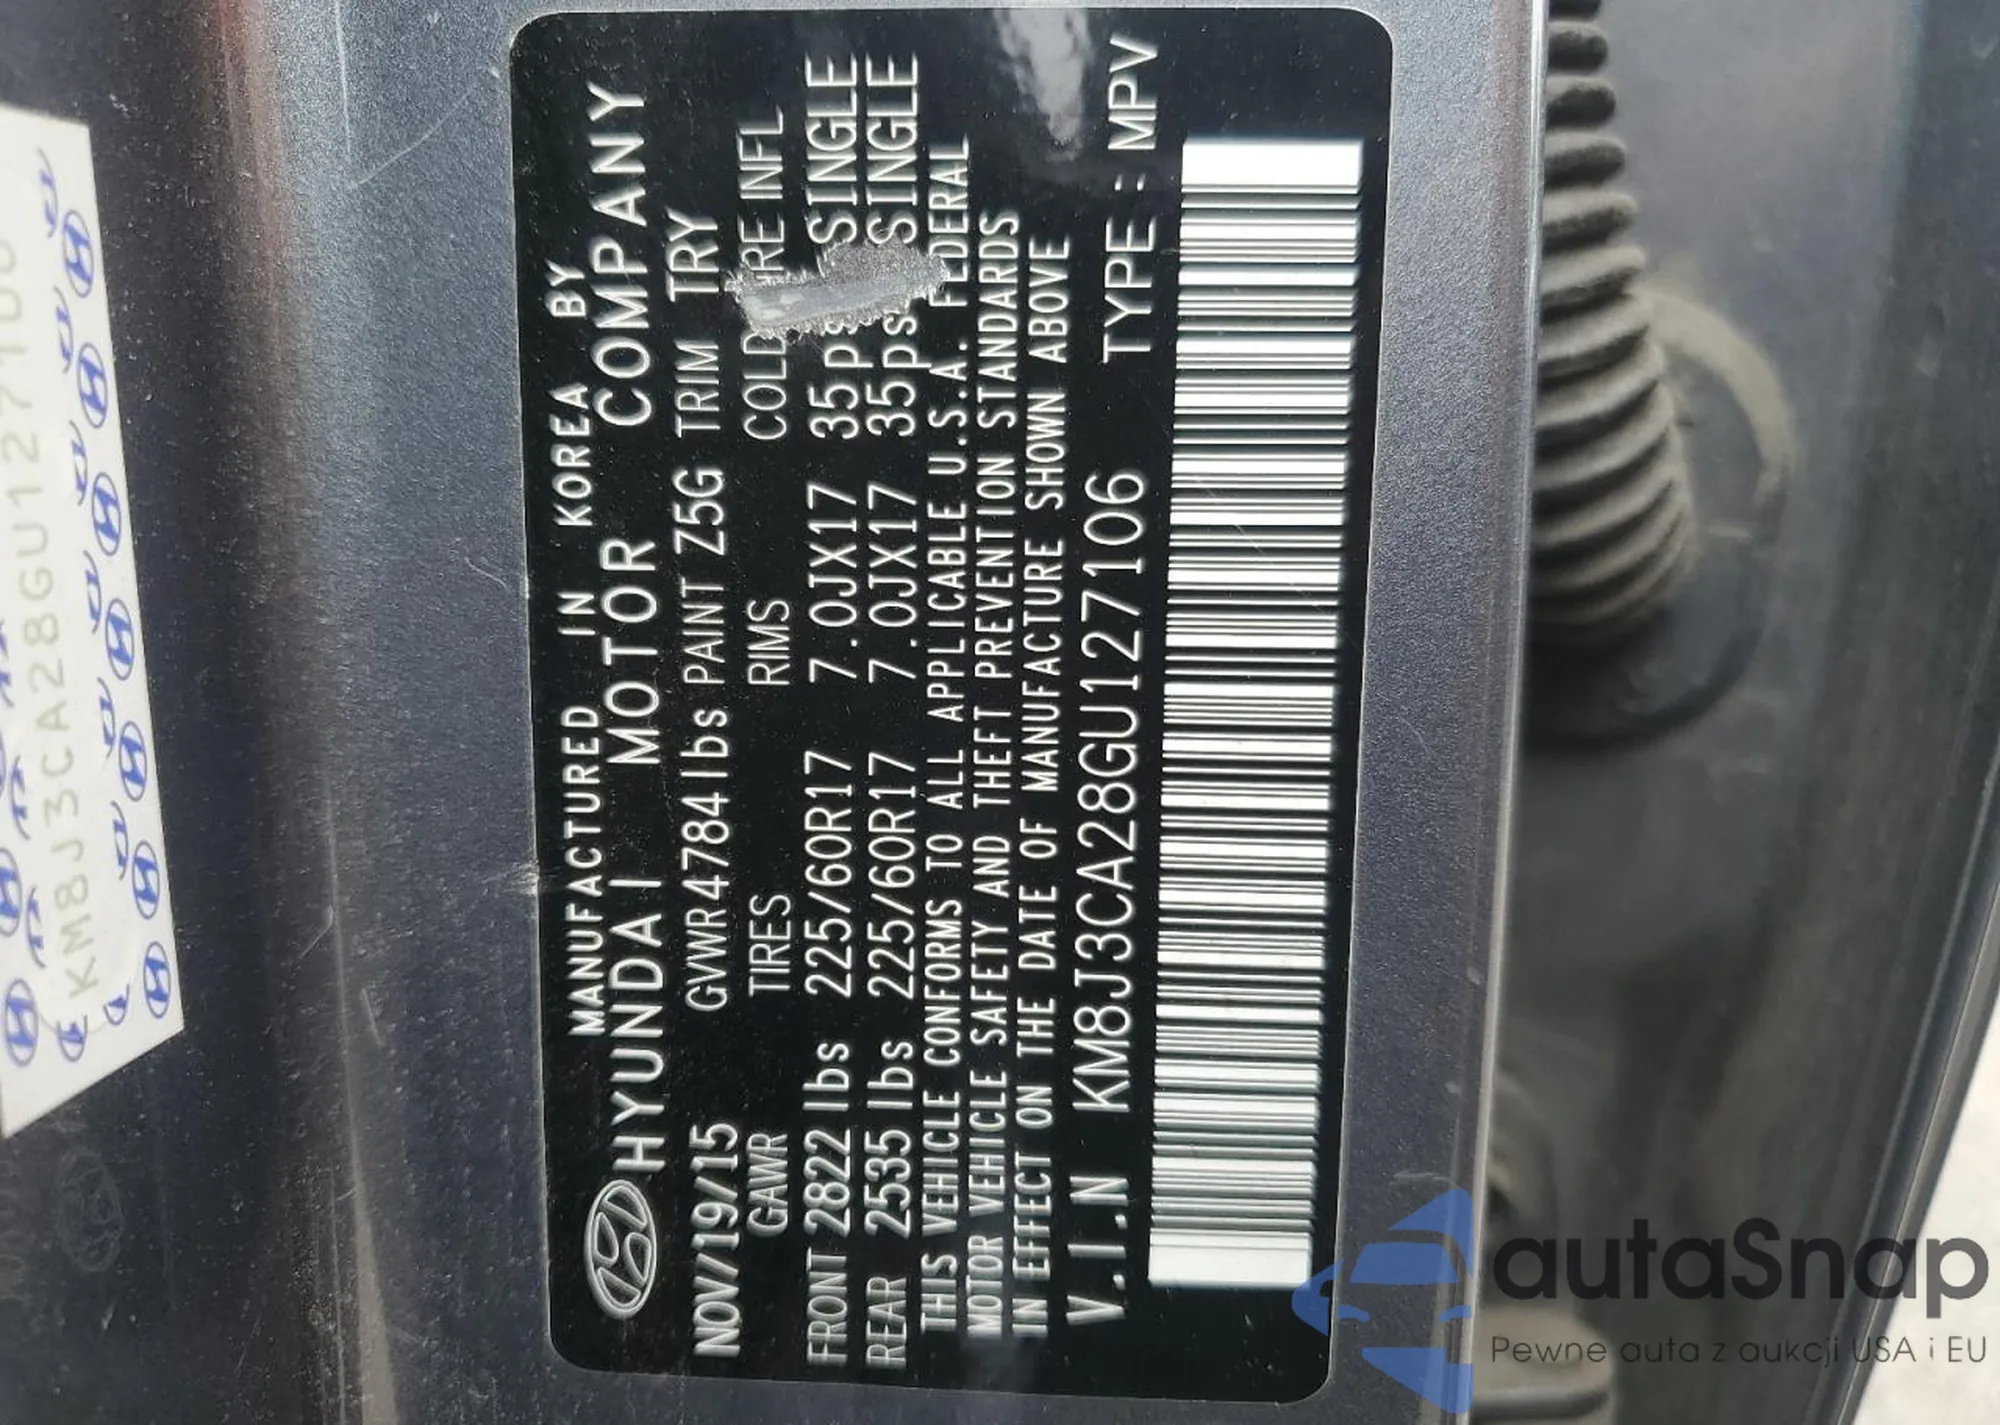 MANUFACTURED IN KOREA BY
HYUNDAI MOTOR COMPANY
NOV/19/15 GVWR 4784 lbs PAINT Z5G TRIM TRY
GAWR TIRES RIMS COLD INFL
FRONT 2822 lbs 225/60R17 7.0JX17 35 SINGLE
REAR 2535 lbs 225/60R17 7.0JX17 35 SINGLE
THIS VEHICLE CONFORMS TO ALL APPLICABLE U.S.A. FEDERAL
MOTOR VEHICLE SAFETY AND THEFT PREVENTION STANDARDS
IN EFFECT ON THE DATE OF MANUFACTURE SHOWN ABOVE
V.I.N KM8J3CA28GU127106 TYPE : MPV
KM8J3CA28GU127106
autaSnap
Pewne auta z aukcji USA i EU